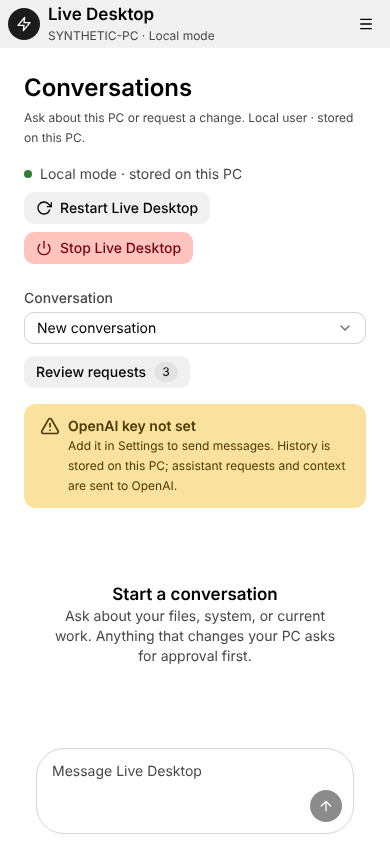 Live Desktop
SYNTHETIC-PC · Local mode
Conversations
Ask about this PC or request a change. Local user · stored
on this PC.
Local mode · stored on this PC
Restart Live Desktop
Stop Live Desktop
Conversation
New conversation
Review requests 3
OpenAI key not set
Add it in Settings to send messages. History is
stored on this PC; assistant requests and context
are sent to OpenAI.
Start a conversation
Ask about your files, system, or current
work. Anything that changes your PC asks
for approval first.
Message Live Desktop